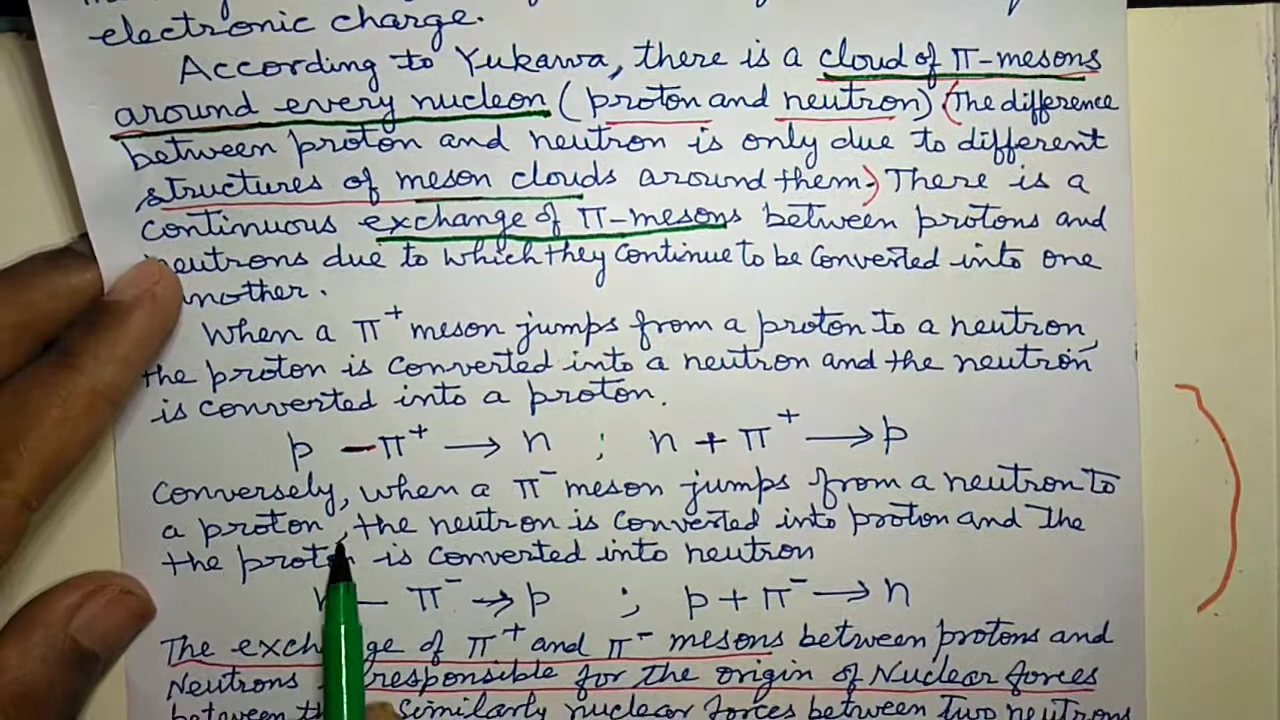 electronic charge.
According to Yukawa, there is a cloud of π-mesons
around every nucleon (proton and neutron) (The difference
between proton and neutron is only due to different
structures of meson clouds around them.) There is a
continuous exchange of π-mesons between protons and
neutrons due to which they continue to be converted into one
another.
When a π⁺ meson jumps from a proton to a neutron,
the proton is converted into a neutron and the neutron
is converted into a proton.
p - π⁺ → n ; n + π⁺ → p
Conversely, when a π⁻ meson jumps from a neutron to
a proton, the neutron is converted into proton and the
the proton is converted into neutron
n - π⁻ → p ; p + π⁻ → n
The exchange of π⁺ and π⁻ mesons between protons and
Neutrons responsible for the origin of Nuclear forces
between similarly nuclear forces between two neutrons